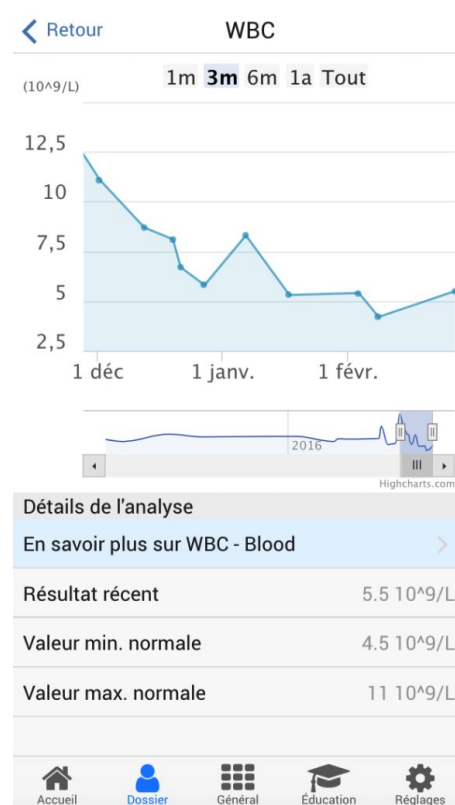 Retour WBC
(10^9/L) 1m 3m 6m 1a Tout
12,5
10
7,5
5
2,5
1 déc 1 janv. 1 févr.
2016
Highcharts.com
Détails de l'analyse
En savoir plus sur WBC - Blood
Résultat récent 5.5 10^9/L
Valeur min. normale 4.5 10^9/L
Valeur max. normale 11 10^9/L
Accueil Dossier Général Éducation Réglages